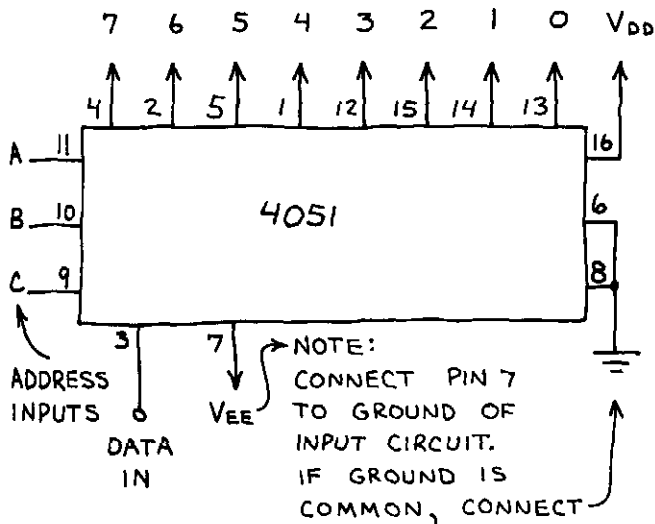 7 6 5 4 3 2 1 0 VDD
4 2 5 1 12 15 14 13
16
A 11
4051
6
B 10
C 9
8
3 7
ADDRESS
INPUTS
DATA
IN
VEE
NOTE:
CONNECT PIN 7
TO GROUND OF
INPUT CIRCUIT.
IF GROUND IS
COMMON, CONNECT